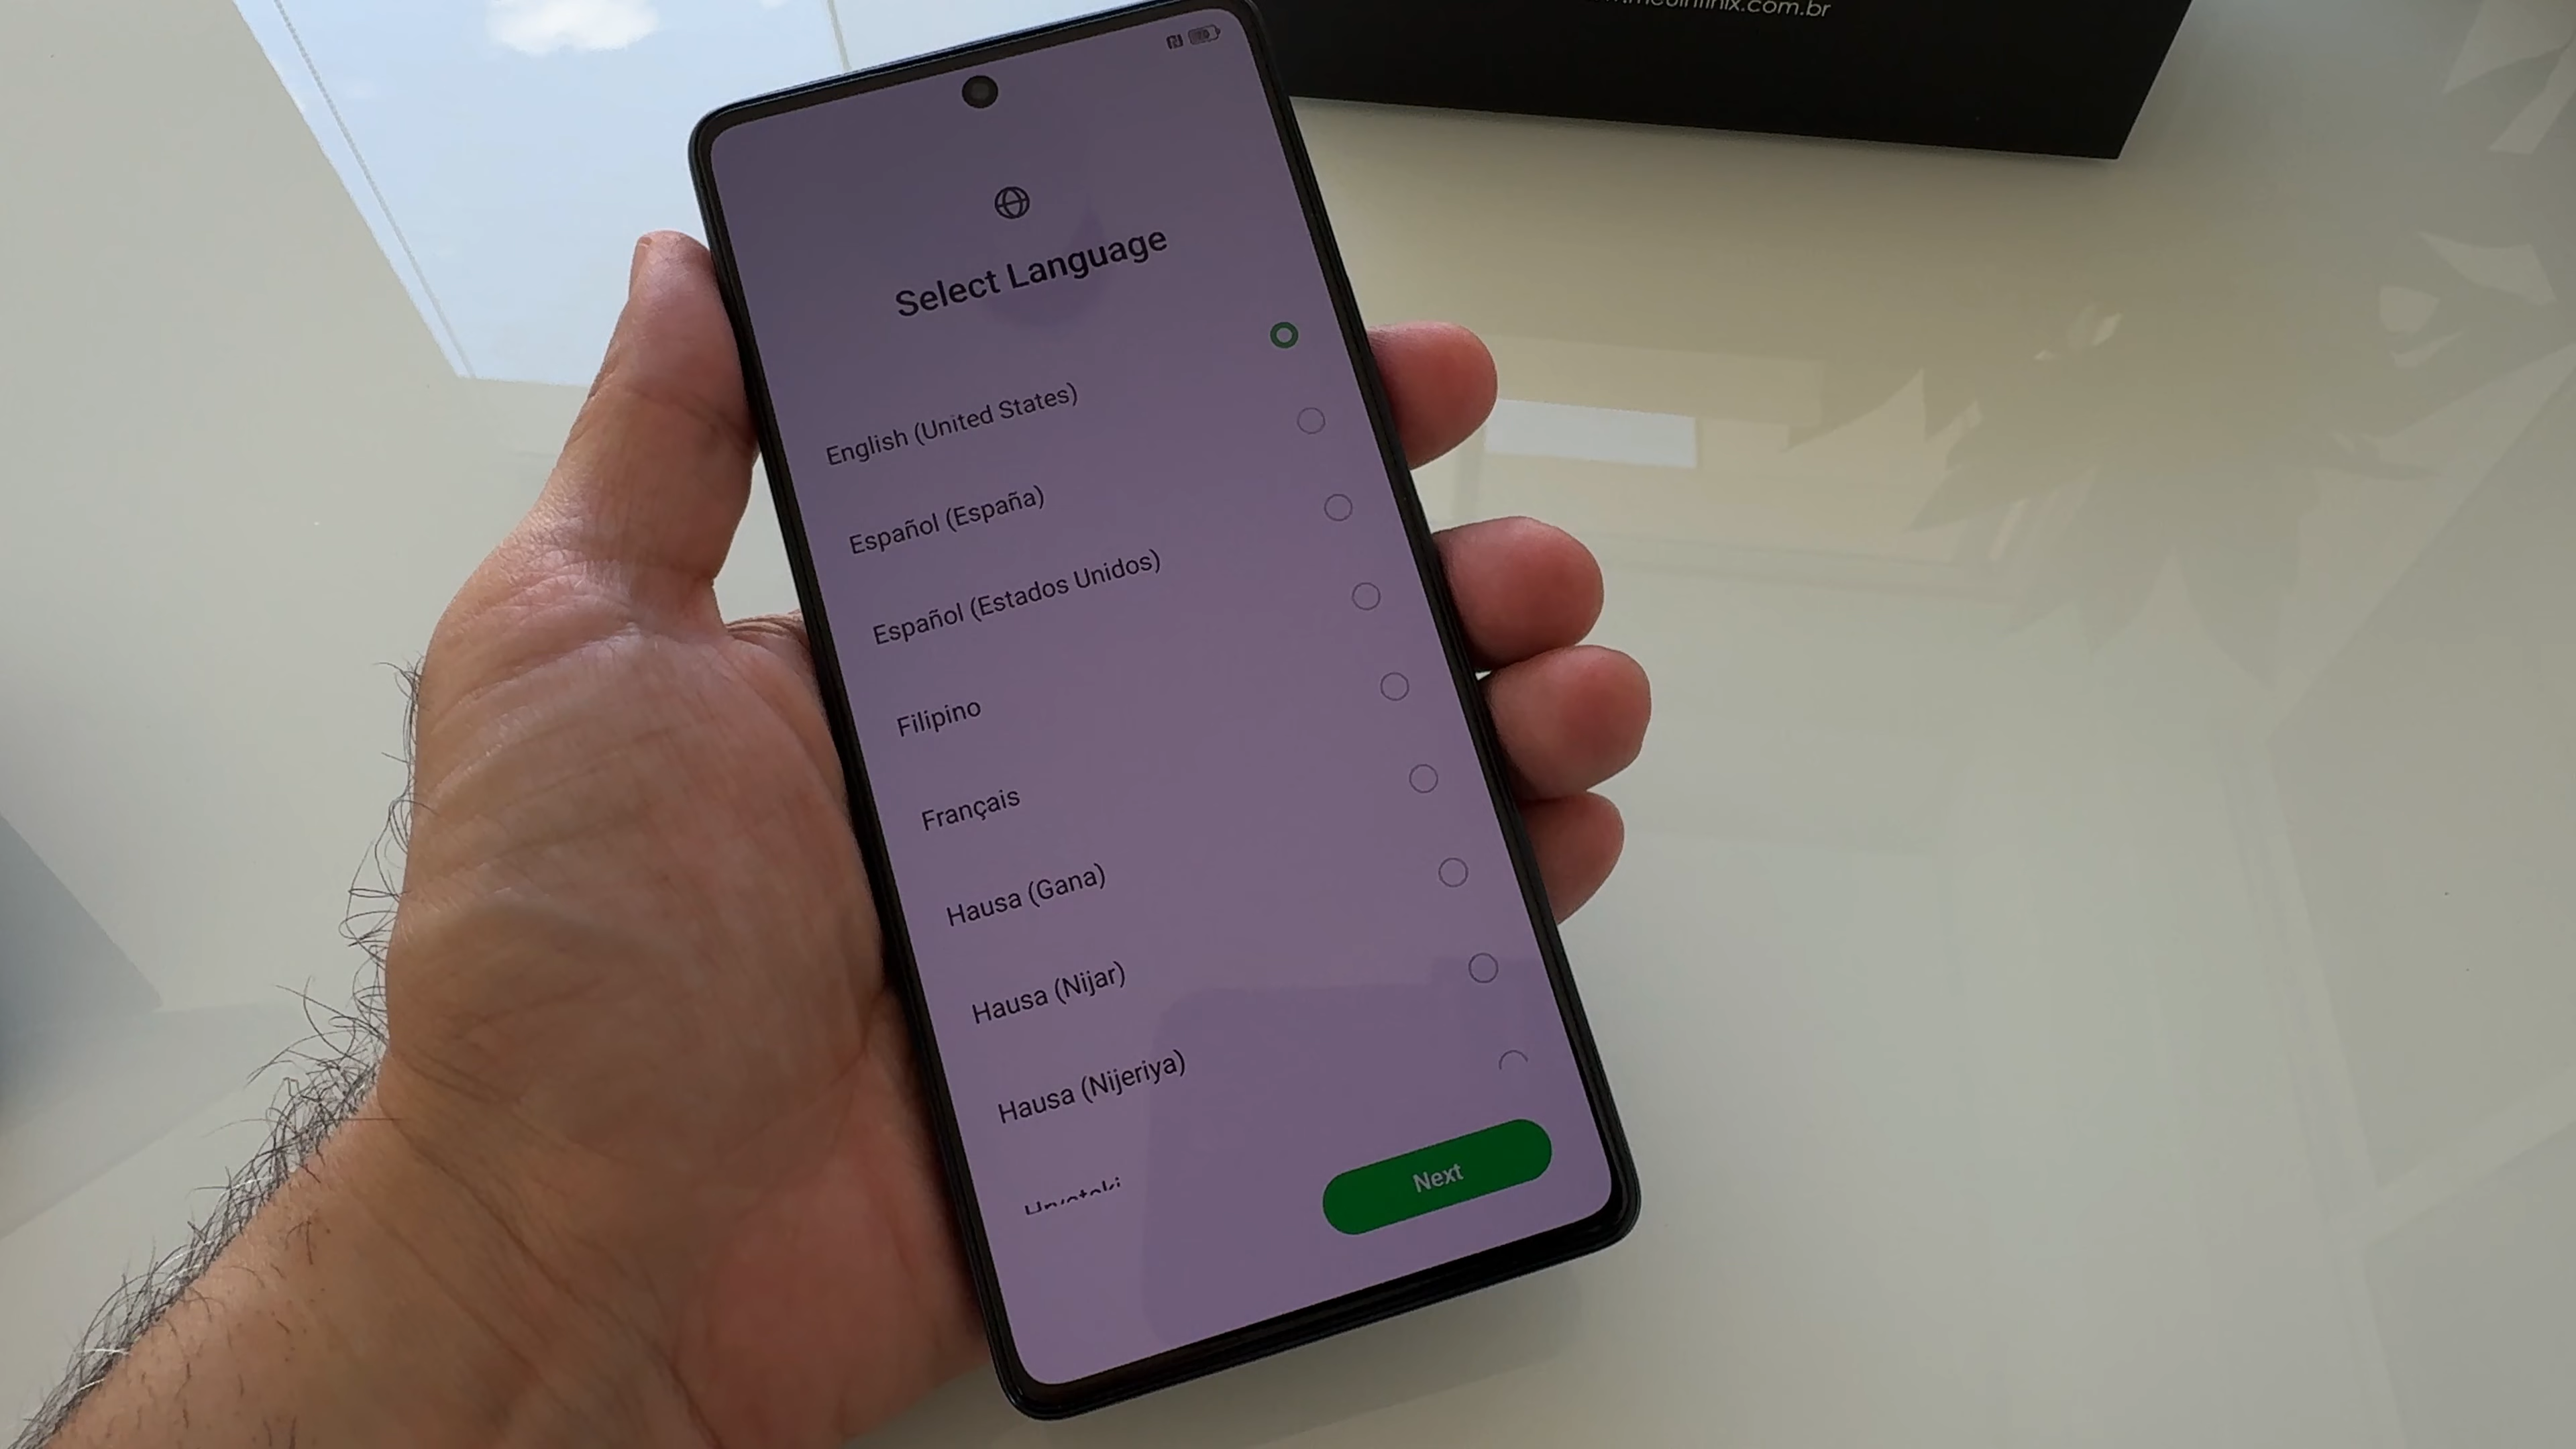 Select Language
English (United States)
Español (España)
Español (Estados Unidos)
Filipino
Français
Hausa (Gana)
Hausa (Nijar)
Hausa (Nijeriya)
Next